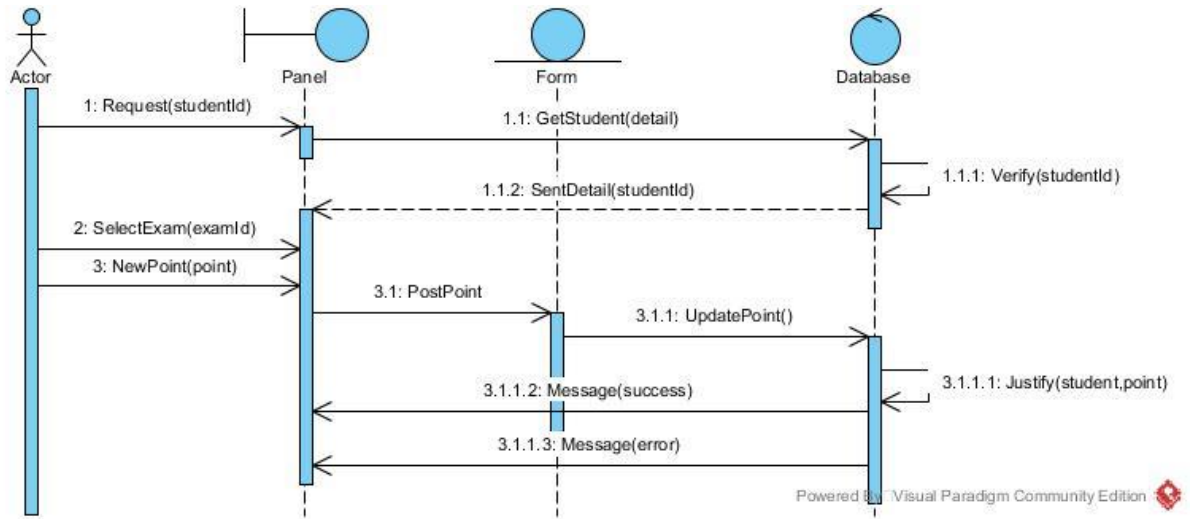 Actor
Panel
Form
Database
1: Request(studentId)
1.1: GetStudent(detail)
1.1.1: Verify(studentId)
1.1.2: SentDetail(studentId)
2: SelectExam(examId)
3: NewPoint(point)
3.1: PostPoint
3.1.1: UpdatePoint()
3.1.1.1: Justify(student,point)
3.1.1.2: Message(success)
3.1.1.3: Message(error)
Powered By Visual Paradigm Community Edition